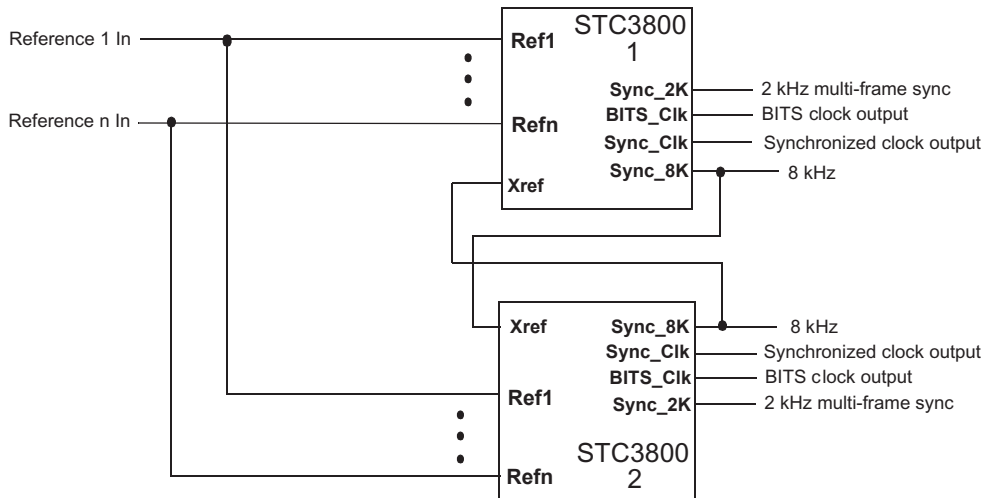 Reference 1 In
Reference n In
STC3800
1
Ref1
Refn
Xref
Sync_2K
BITS_Clk
Sync_Clk
Sync_8K
2 kHz multi-frame sync
BITS clock output
Synchronized clock output
8 kHz
Xref
Ref1
Refn
Sync_8K
Sync_Clk
BITS_Clk
Sync_2K
STC3800
2
8 kHz
Synchronized clock output
BITS clock output
2 kHz multi-frame sync